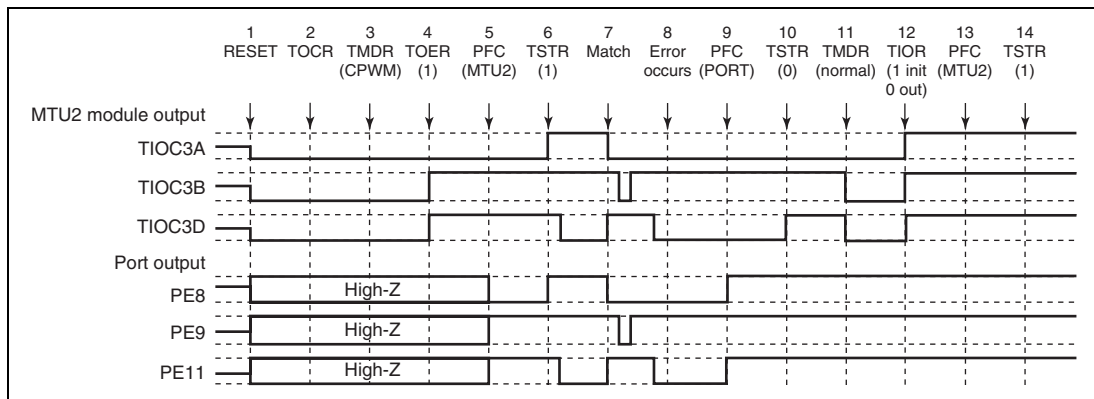 1 2 3 4 5 6 7 8 9 10 11 12 13 14
RESET TOCR TMDR TOER PFC TSTR Match Error PFC TSTR TMDR TIOR PFC TSTR
(CPWM) (1) (MTU2) (1) occurs (PORT) (0) (normal) (1 init (MTU2) (1)
0 out)
MTU2 module output
TIOC3A
TIOC3B
TIOC3D
Port output
PE8 High-Z
PE9 High-Z
PE11 High-Z